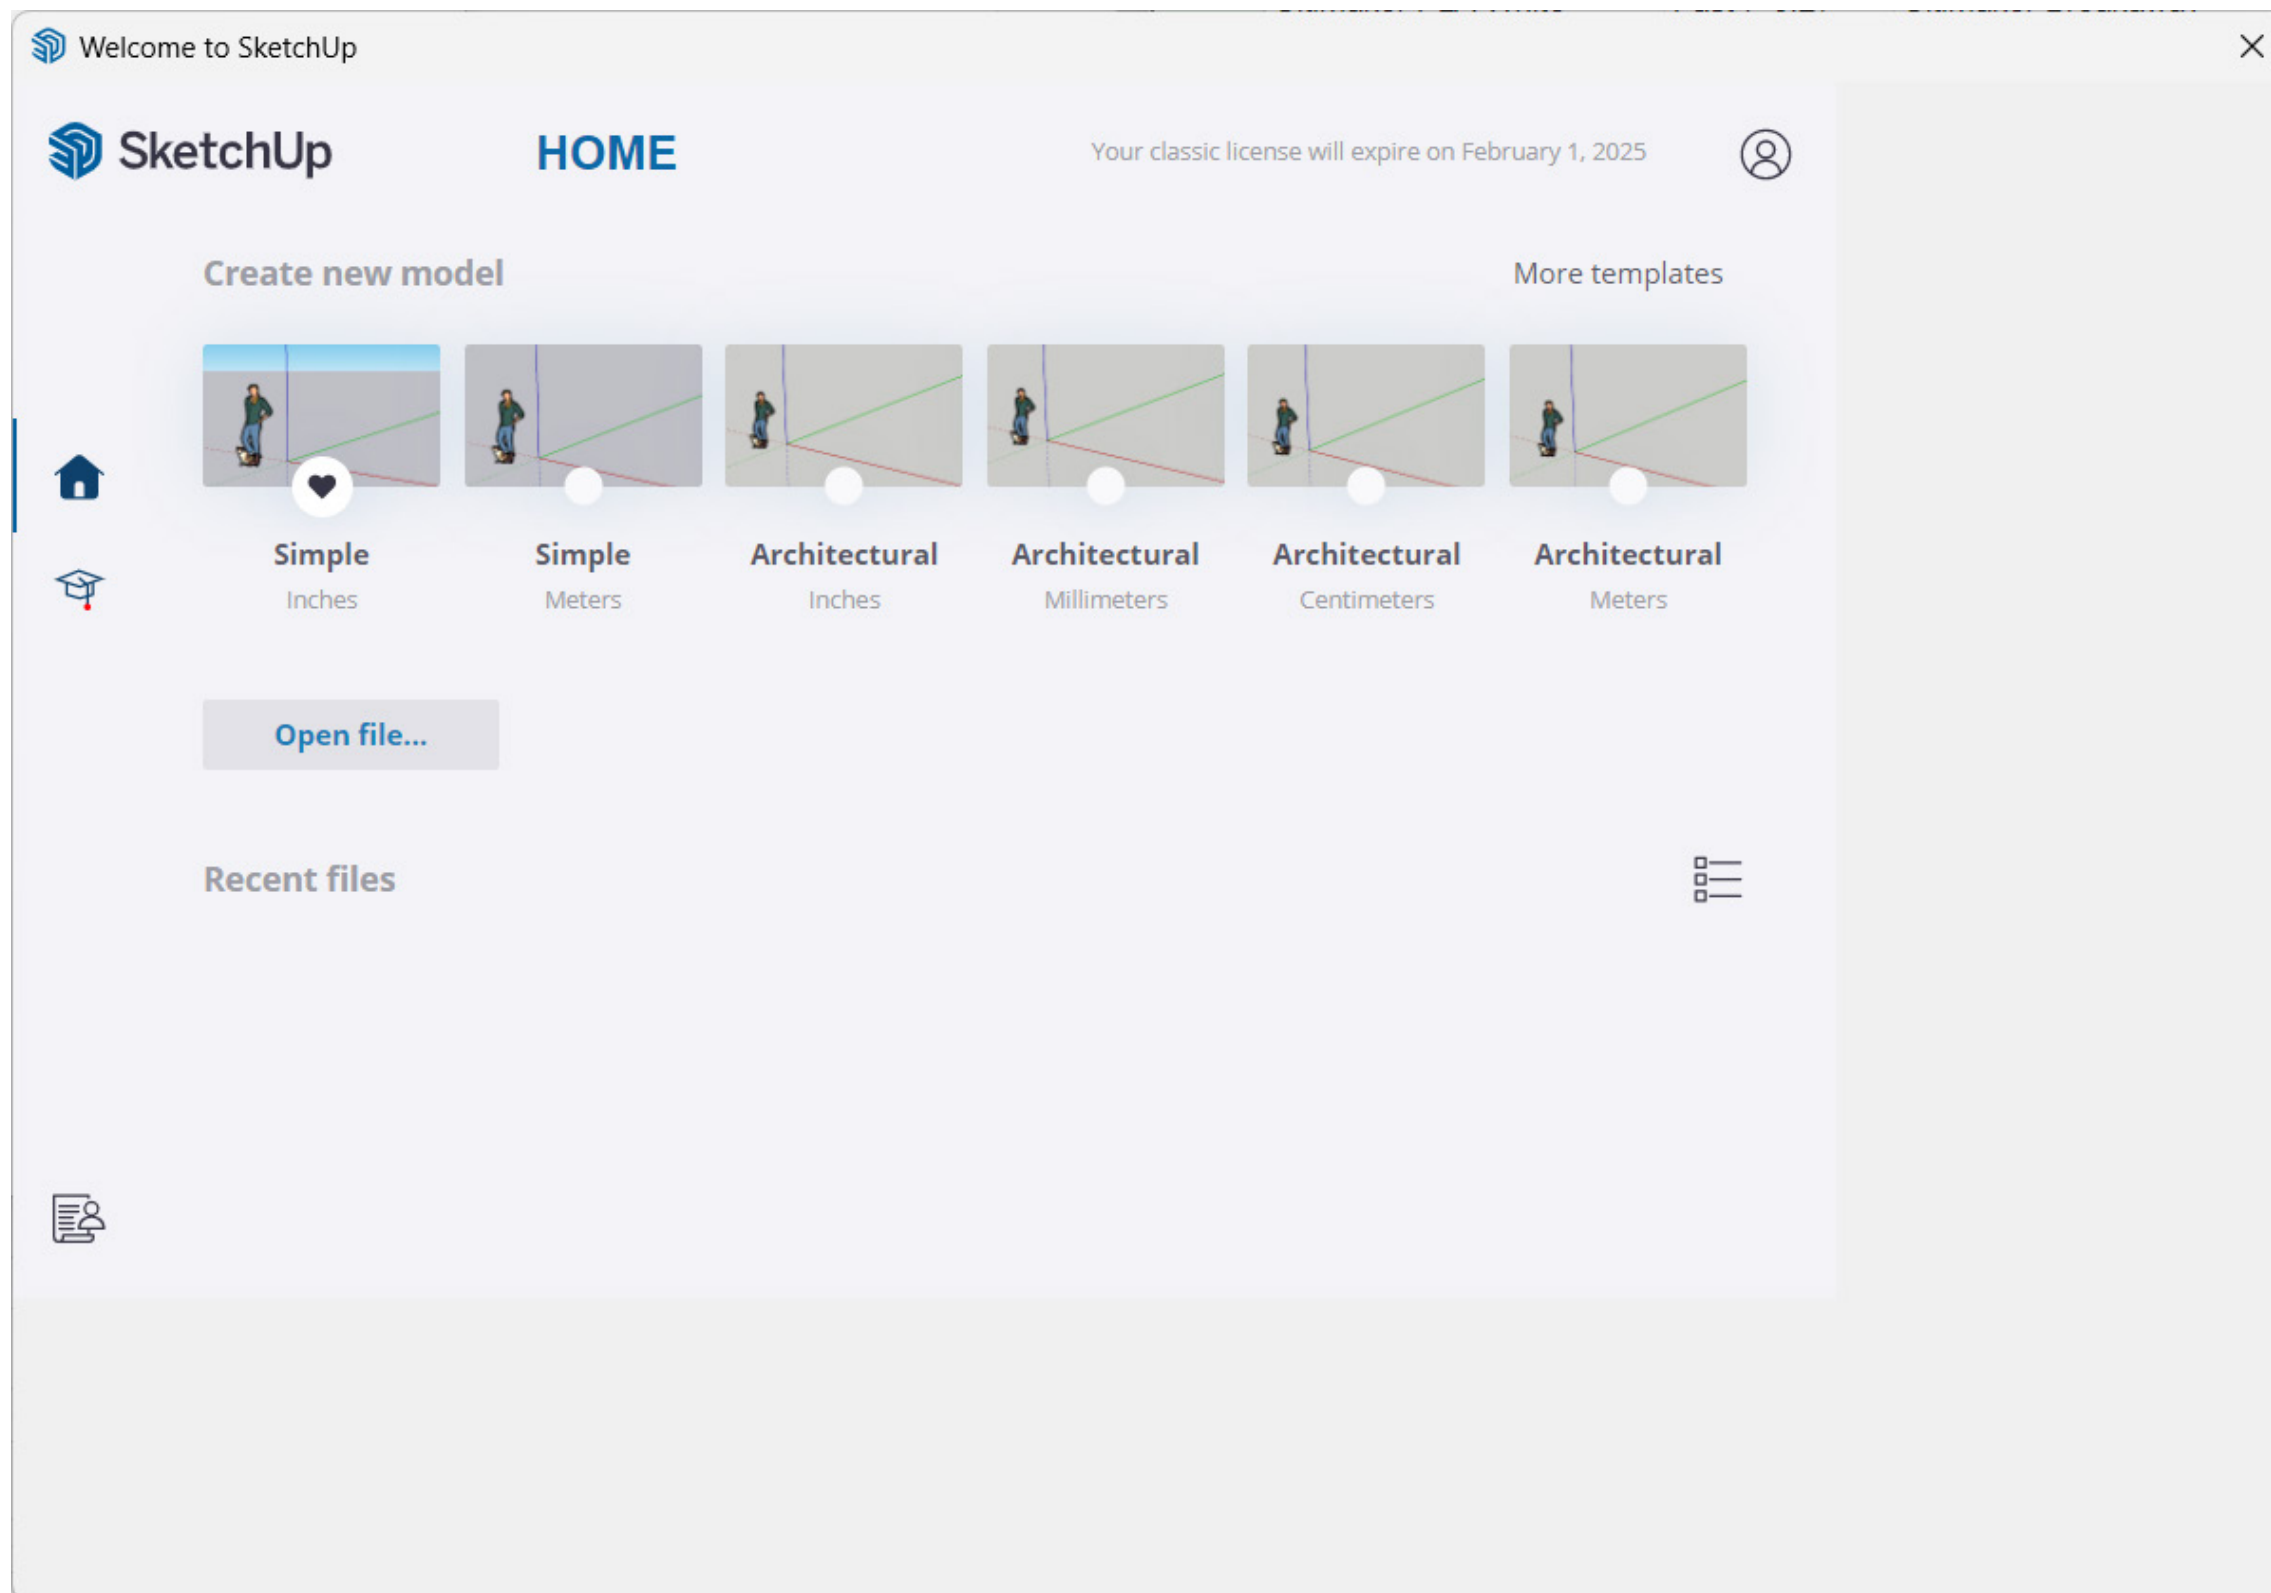 Welcome to SketchUp
SketchUp
HOME
Your classic license will expire on February 1, 2025
Create new model
More templates
Simple
Inches
Simple
Meters
Architectural
Inches
Architectural
Millimeters
Architectural
Centimeters
Architectural
Meters
Open file...
Recent files